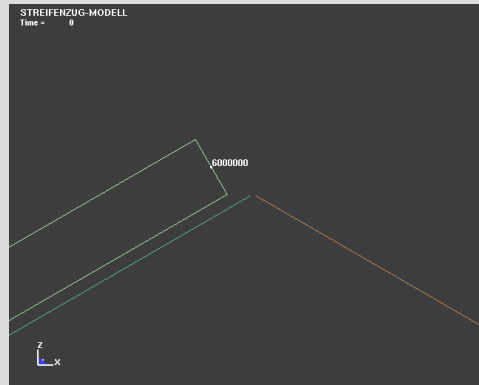 STREIFENZUG-MODELL
Time = 0
6000000
Z
X